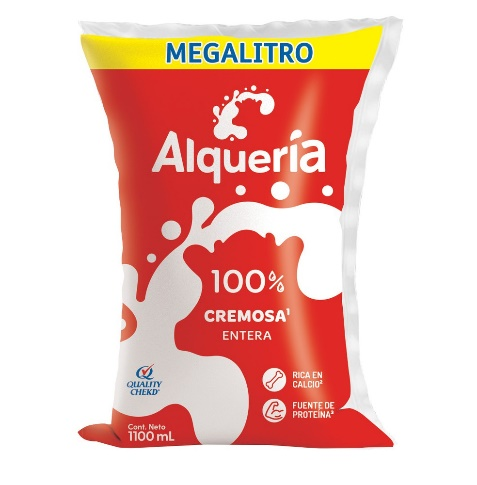 MEGALITRO
Alquería
100%
CREMOSA¹
ENTERA
RICA EN
CALCIO²
FUENTE DE
PROTEÍNA²
Q
QUALITY
CHEKD®
Cont. Neto
1100 mL